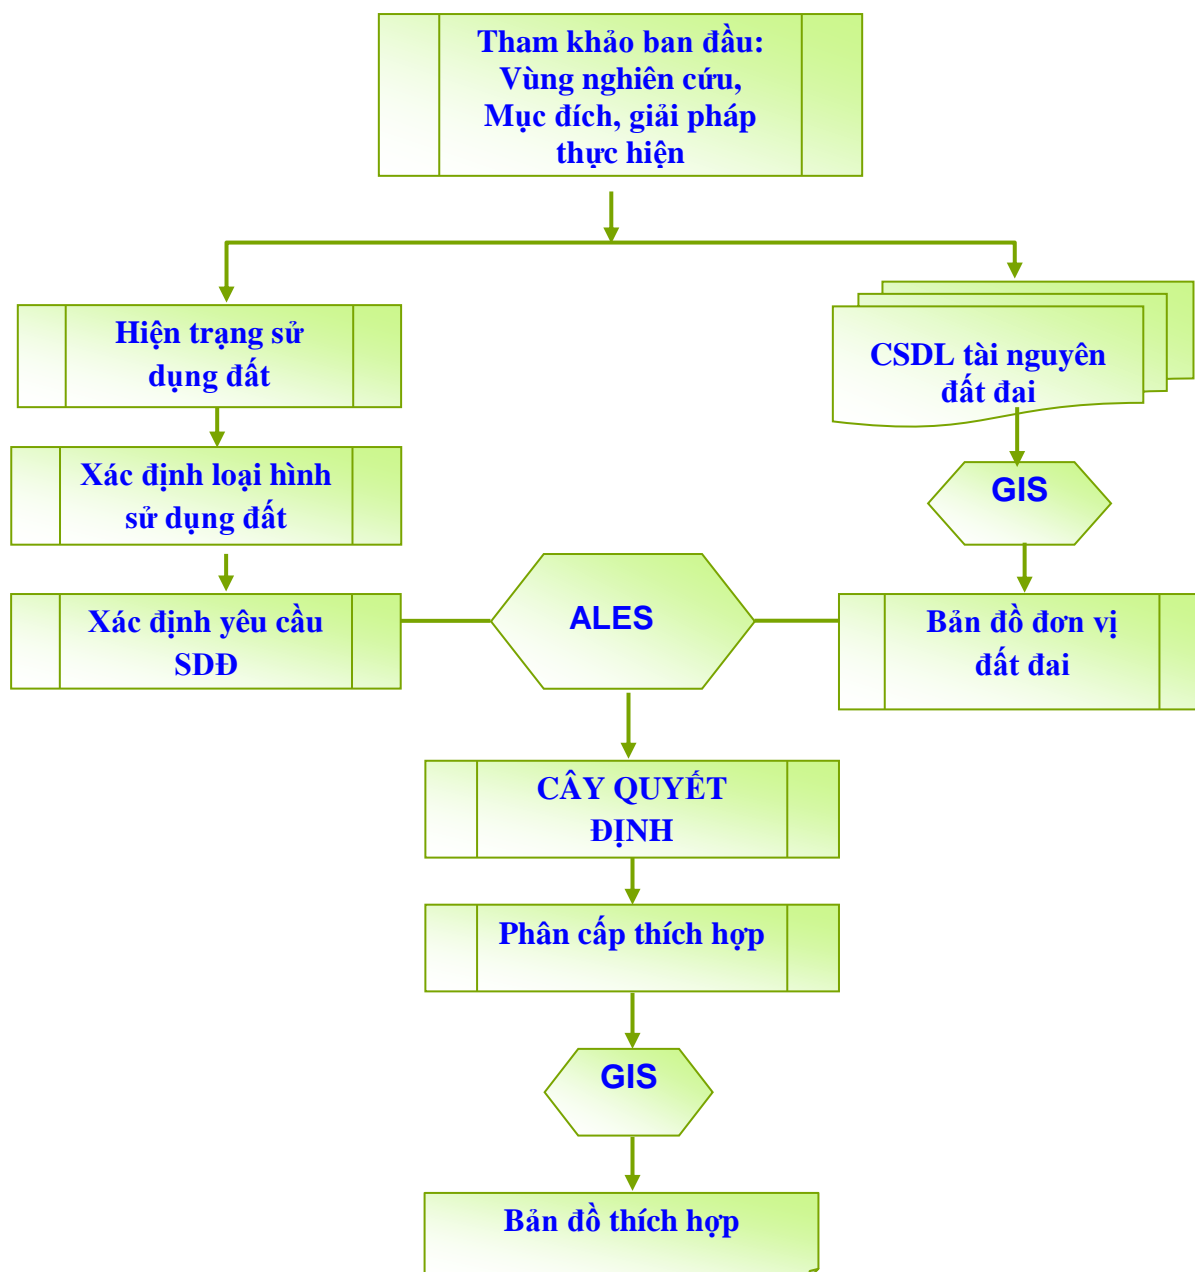 Tham khảo ban đầu:
Vùng nghiên cứu,
Mục đích, giải pháp
thực hiện
Hiện trạng sử
dụng đất
CSDL tài nguyên
đất đai
Xác định loại hình
sử dụng đất
GIS
Xác định yêu cầu
SDĐ
ALES
Bản đồ đơn vị
đất đai
CÂY QUYẾT
ĐỊNH
Phân cấp thích hợp
GIS
Bản đồ thích hợp